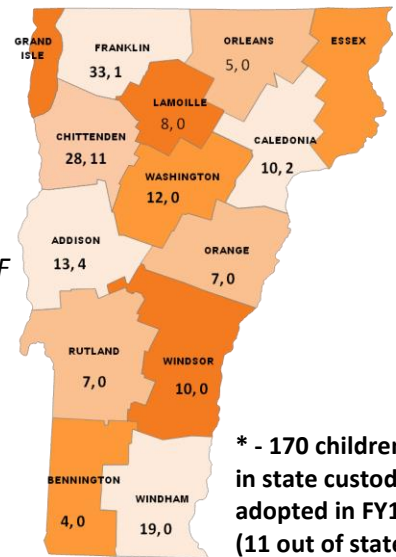 GRAND
ISLE
FRANKLIN
33, 1
ORLEANS
5, 0
ESSEX
LAMOILLE
8, 0
CHITTENDEN
28, 11
CALEDONIA
10, 2
WASHINGTON
12, 0
ADDISON
13, 4
F
ORANGE
7, 0
RUTLAND
7, 0
WINDSOR
10, 0
BENNINGTON
4, 0
WINDHAM
19, 0
* - 170 children
in state custod
adopted in FY1
(11 out of state